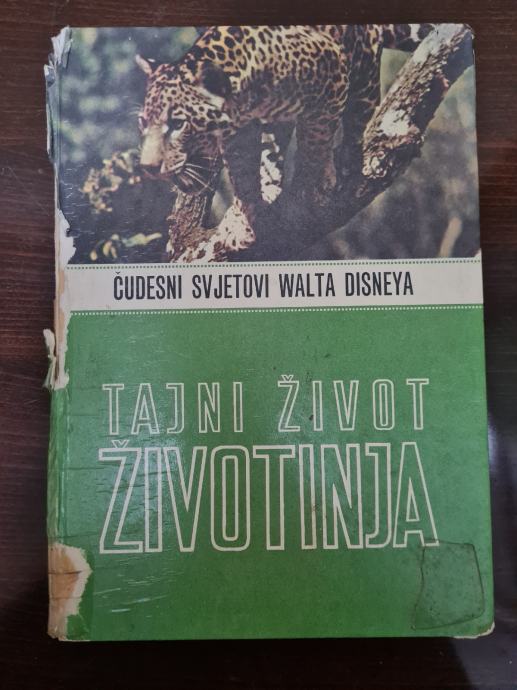 ČUDESNI SVJETOVI WALTA DISNEYA
TAJNI ŽIVOT
ŽIVOTINJA